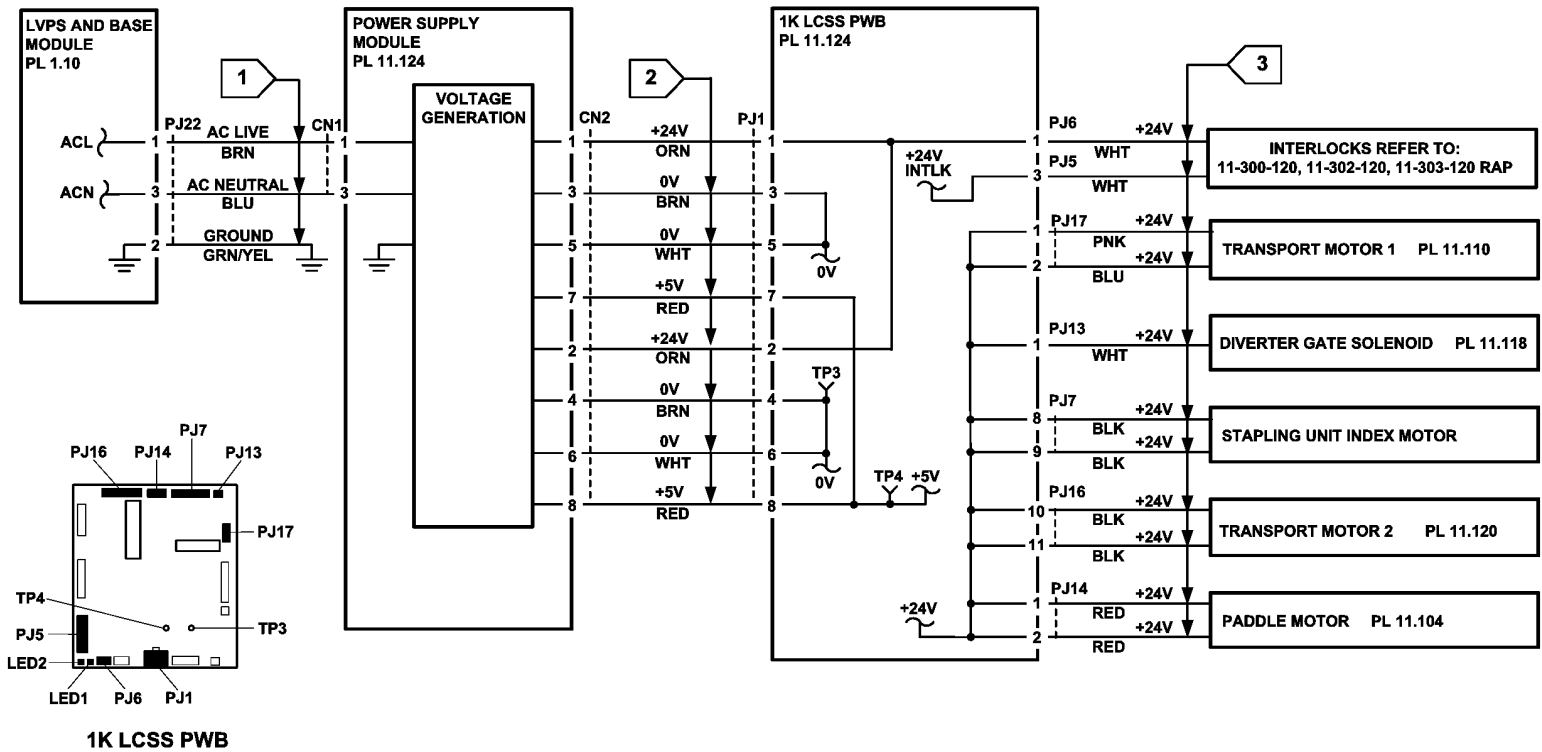 LVPS AND BASE
MODULE
PL 1.10
POWER SUPPLY
MODULE
PL 11.124
1K LCSS PWB
PL 11.124
1
2
3
VOLTAGE
GENERATION
PJ22
CN1
CN2
PJ1
ACL
1
AC LIVE
BRN
1
ACN
3
AC NEUTRAL
BLU
3
2
GROUND
GRN/YEL
1
+24V
ORN
1
3
0V
BRN
3
5
0V
WHT
5
0V
7
+5V
RED
7
2
+24V
ORN
2
4
0V
BRN
4
TP3
6
0V
WHT
6
0V
8
+5V
RED
8
TP4
+5V
+24V
INTLK
+24V
PJ6
1
+24V
WHT
PJ5
3
WHT
INTERLOCKS REFER TO:
11-300-120, 11-302-120, 11-303-120 RAP
PJ17
1
+24V
PNK
2
+24V
BLU
TRANSPORT MOTOR 1 PL 11.110
PJ13
1
+24V
WHT
DIVERTER GATE SOLENOID PL 11.118
PJ7
8
+24V
BLK
9
+24V
BLK
STAPLING UNIT INDEX MOTOR
PJ16
10
+24V
BLK
11
+24V
BLK
TRANSPORT MOTOR 2 PL 11.120
PJ14
1
+24V
RED
2
+24V
RED
PADDLE MOTOR PL 11.104
PJ7
PJ16
PJ14
PJ13
PJ17
TP4
TP3
PJ5
LED2
LED1
PJ6
PJ1
1K LCSS PWB